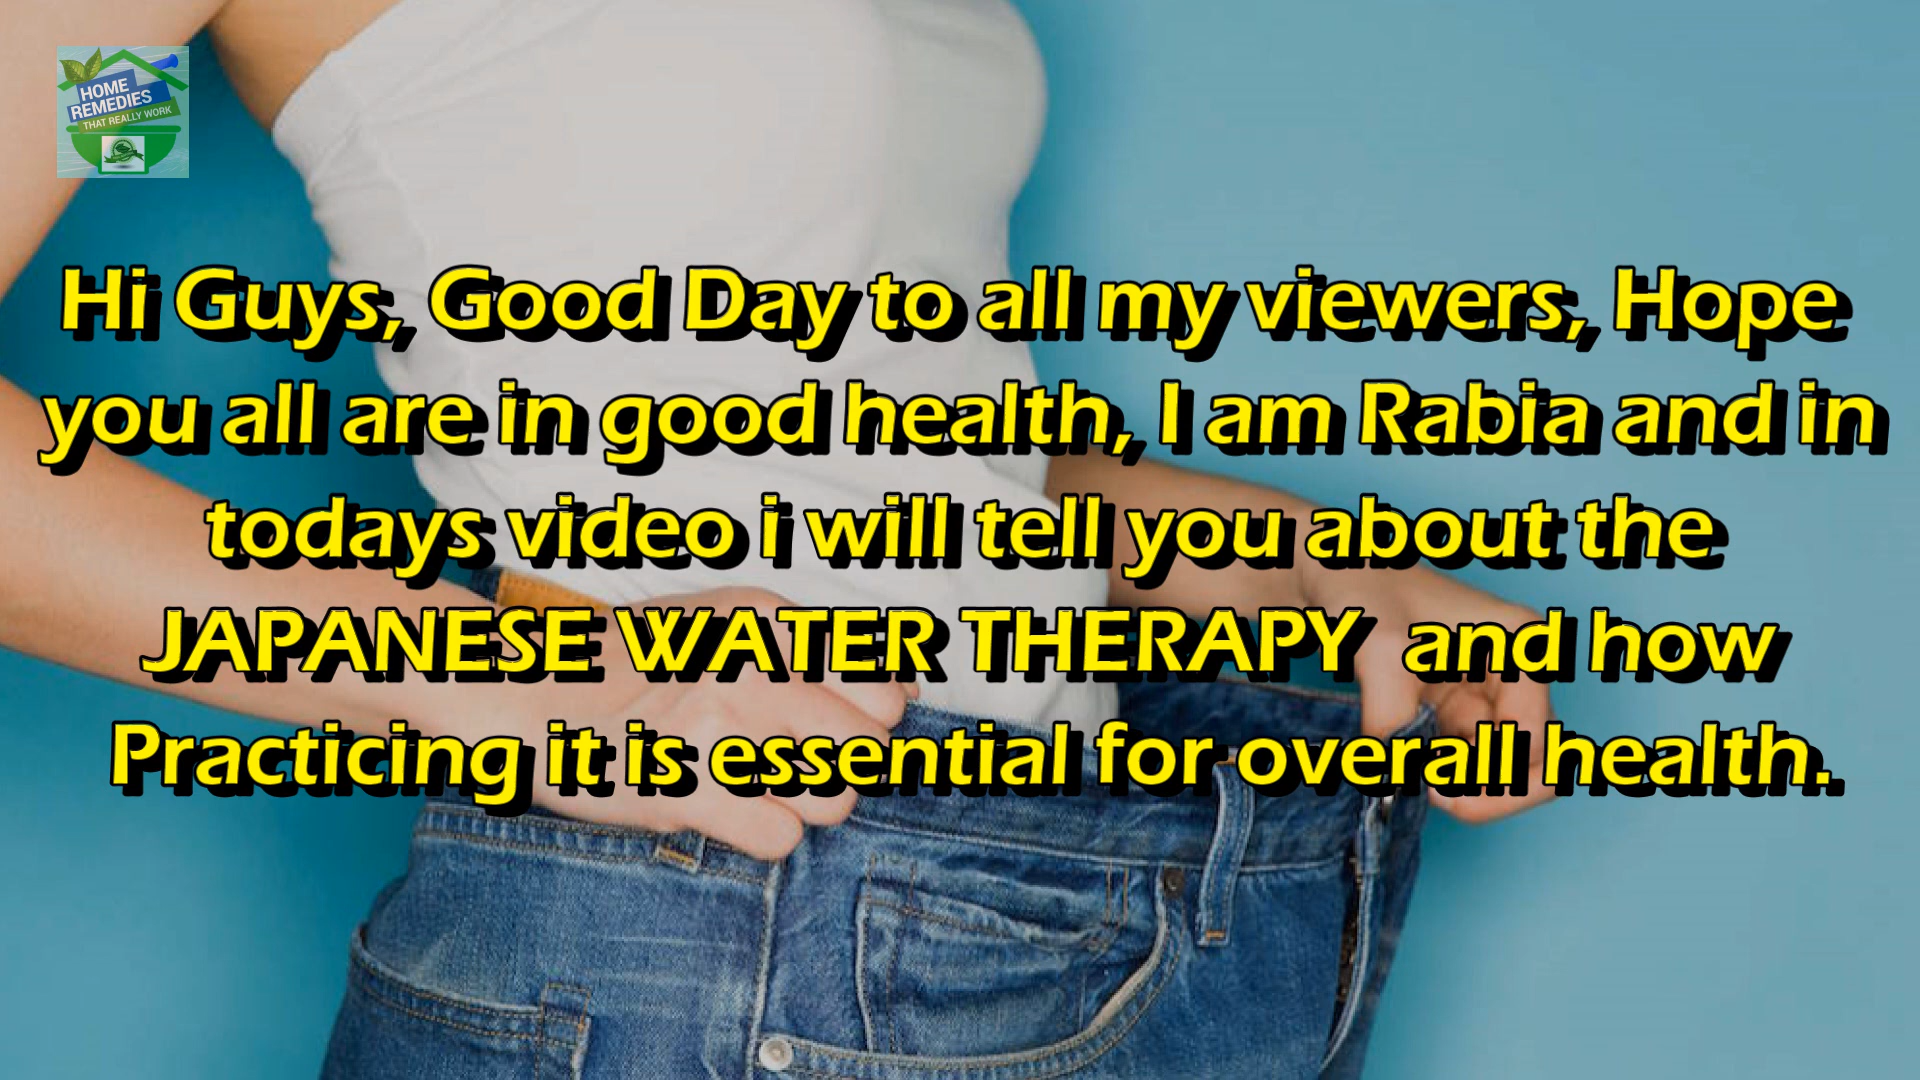 HOME
REMEDIES
THAT REALLY WORK
Hi Guys, Good Day to all my viewers, Hope
you all are in good health, I am Rabia and in
todays video i will tell you about the
JAPANESE WATER THERAPY and how
Practicing it is essential for overall health.